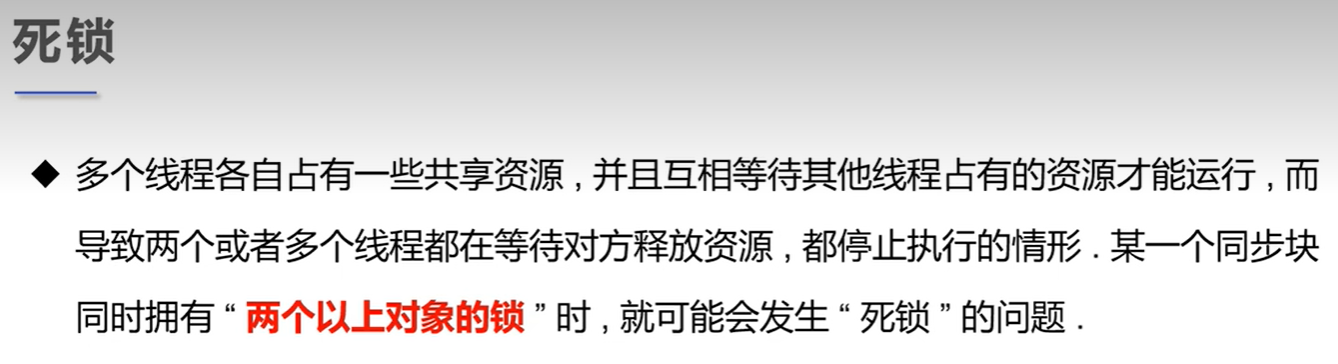 死锁
◆ 多个线程各自占有一些共享资源 , 并且互相等待其他线程占有的资源才能运行 , 而
导致两个或者多个线程都在等待对方释放资源 , 都停止执行的情形 . 某一个同步块
同时拥有 “ 两个以上对象的锁 ” 时 , 就可能会发生 “ 死锁 ” 的问题 .